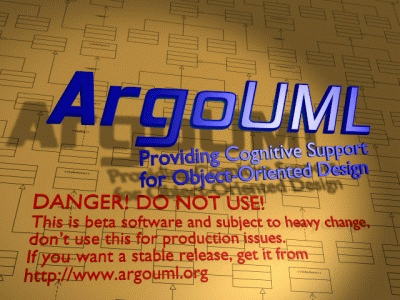 ArgoUML
Providing Cognitive Support
for Object-Oriented Design
DANGER! DO NOT USE!
This is beta software and subject to heavy change,
don't use this for production issues.
If you want a stable release, get it from
http://www.argouml.org